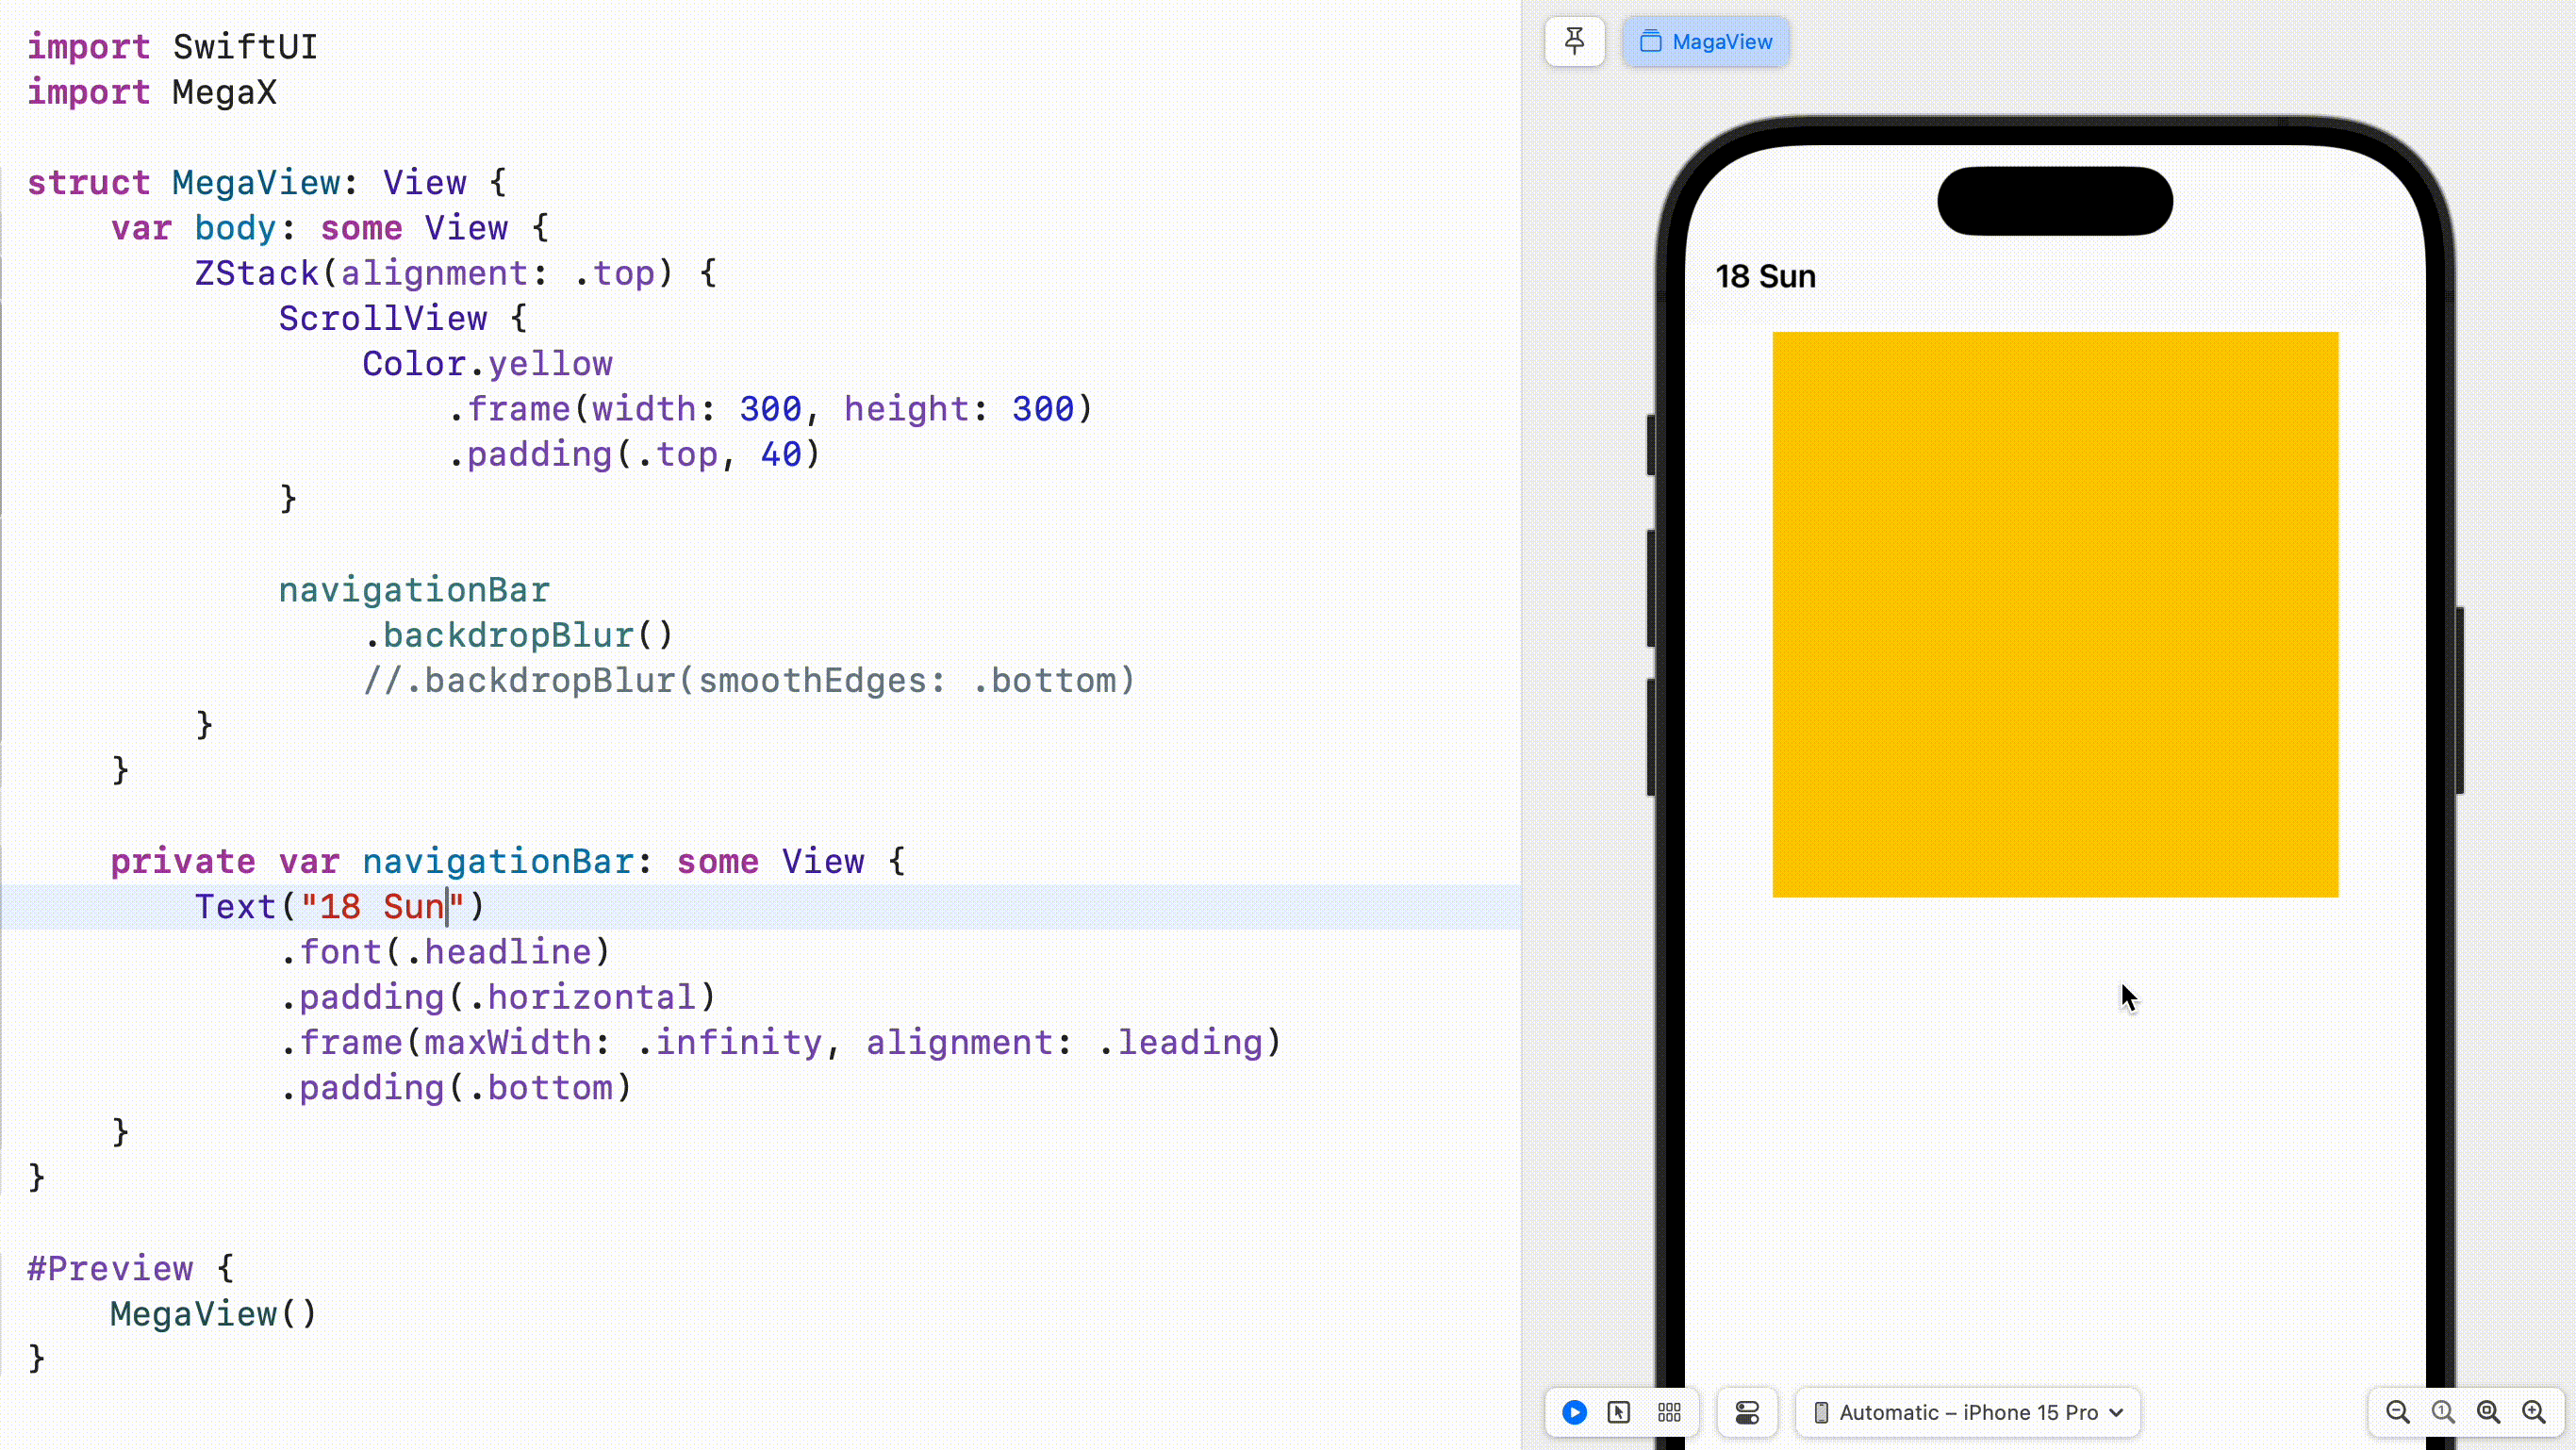 import SwiftUI
import MegaX
struct MegaView: View {
var body: some View {
ZStack(alignment: .top) {
ScrollView {
Color.yellow
.frame(width: 300, height: 300)
.padding(.top, 40)
}
navigationBar
.backdropBlur()
//.backdropBlur(smoothEdges: .bottom)
}
}
private var navigationBar: some View {
Text("18 Sun")
.font(.headline)
.padding(.horizontal)
.frame(maxWidth: .infinity, alignment: .leading)
.padding(.bottom)
}
}
#Preview {
MegaView()
}
MagaView
18 Sun
Automatic – iPhone 15 Pro